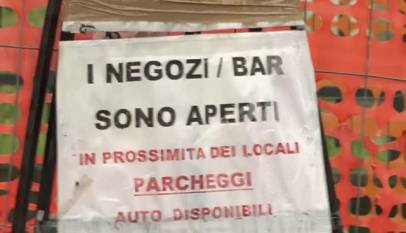 I NEGOZI / BAR
SONO APERTI
IN PROSSIMITA DEI LOCALI
PARCHEGGI
AUTO DISPONIBILI